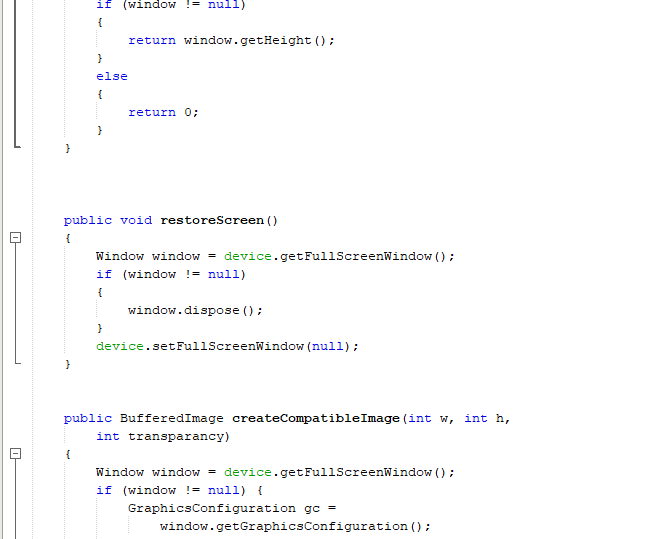 if (window != null)
{
return window.getHeight();
}
else
{
return 0;
}
}
public void restoreScreen()
{
Window window = device.getFullScreenWindow();
if (window != null)
{
window.dispose();
}
device.setFullScreenWindow(null);
}
public BufferedImage createCompatibleImage(int w, int h,
int transparancy)
{
Window window = device.getFullScreenWindow();
if (window != null) {
GraphicsConfiguration gc =
window.getGraphicsConfiguration();